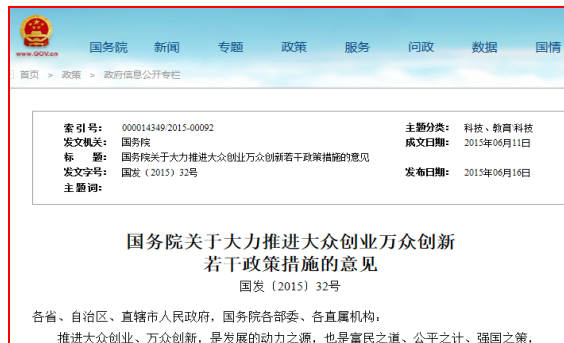 www.GOV.cn
国务院 新闻 专题 政策 服务 问政 数据 国情
首页 > 政策 > 政府信息公开专栏
索引号： 000014349/2015-00092 主题分类： 科技、教育\科技
发文机关： 国务院 成文日期： 2015年06月11日
标 题： 国务院关于大力推进大众创业万众创新若干政策措施的意见
发文字号： 国发〔2015〕32号 发布日期： 2015年06月16日
主题词：
国务院关于大力推进大众创业万众创新
若干政策措施的意见
国发〔2015〕32号
各省、自治区、直辖市人民政府，国务院各部委、各直属机构：
推进大众创业、万众创新，是发展的动力之源，也是富民之道、公平之计、强国之策，